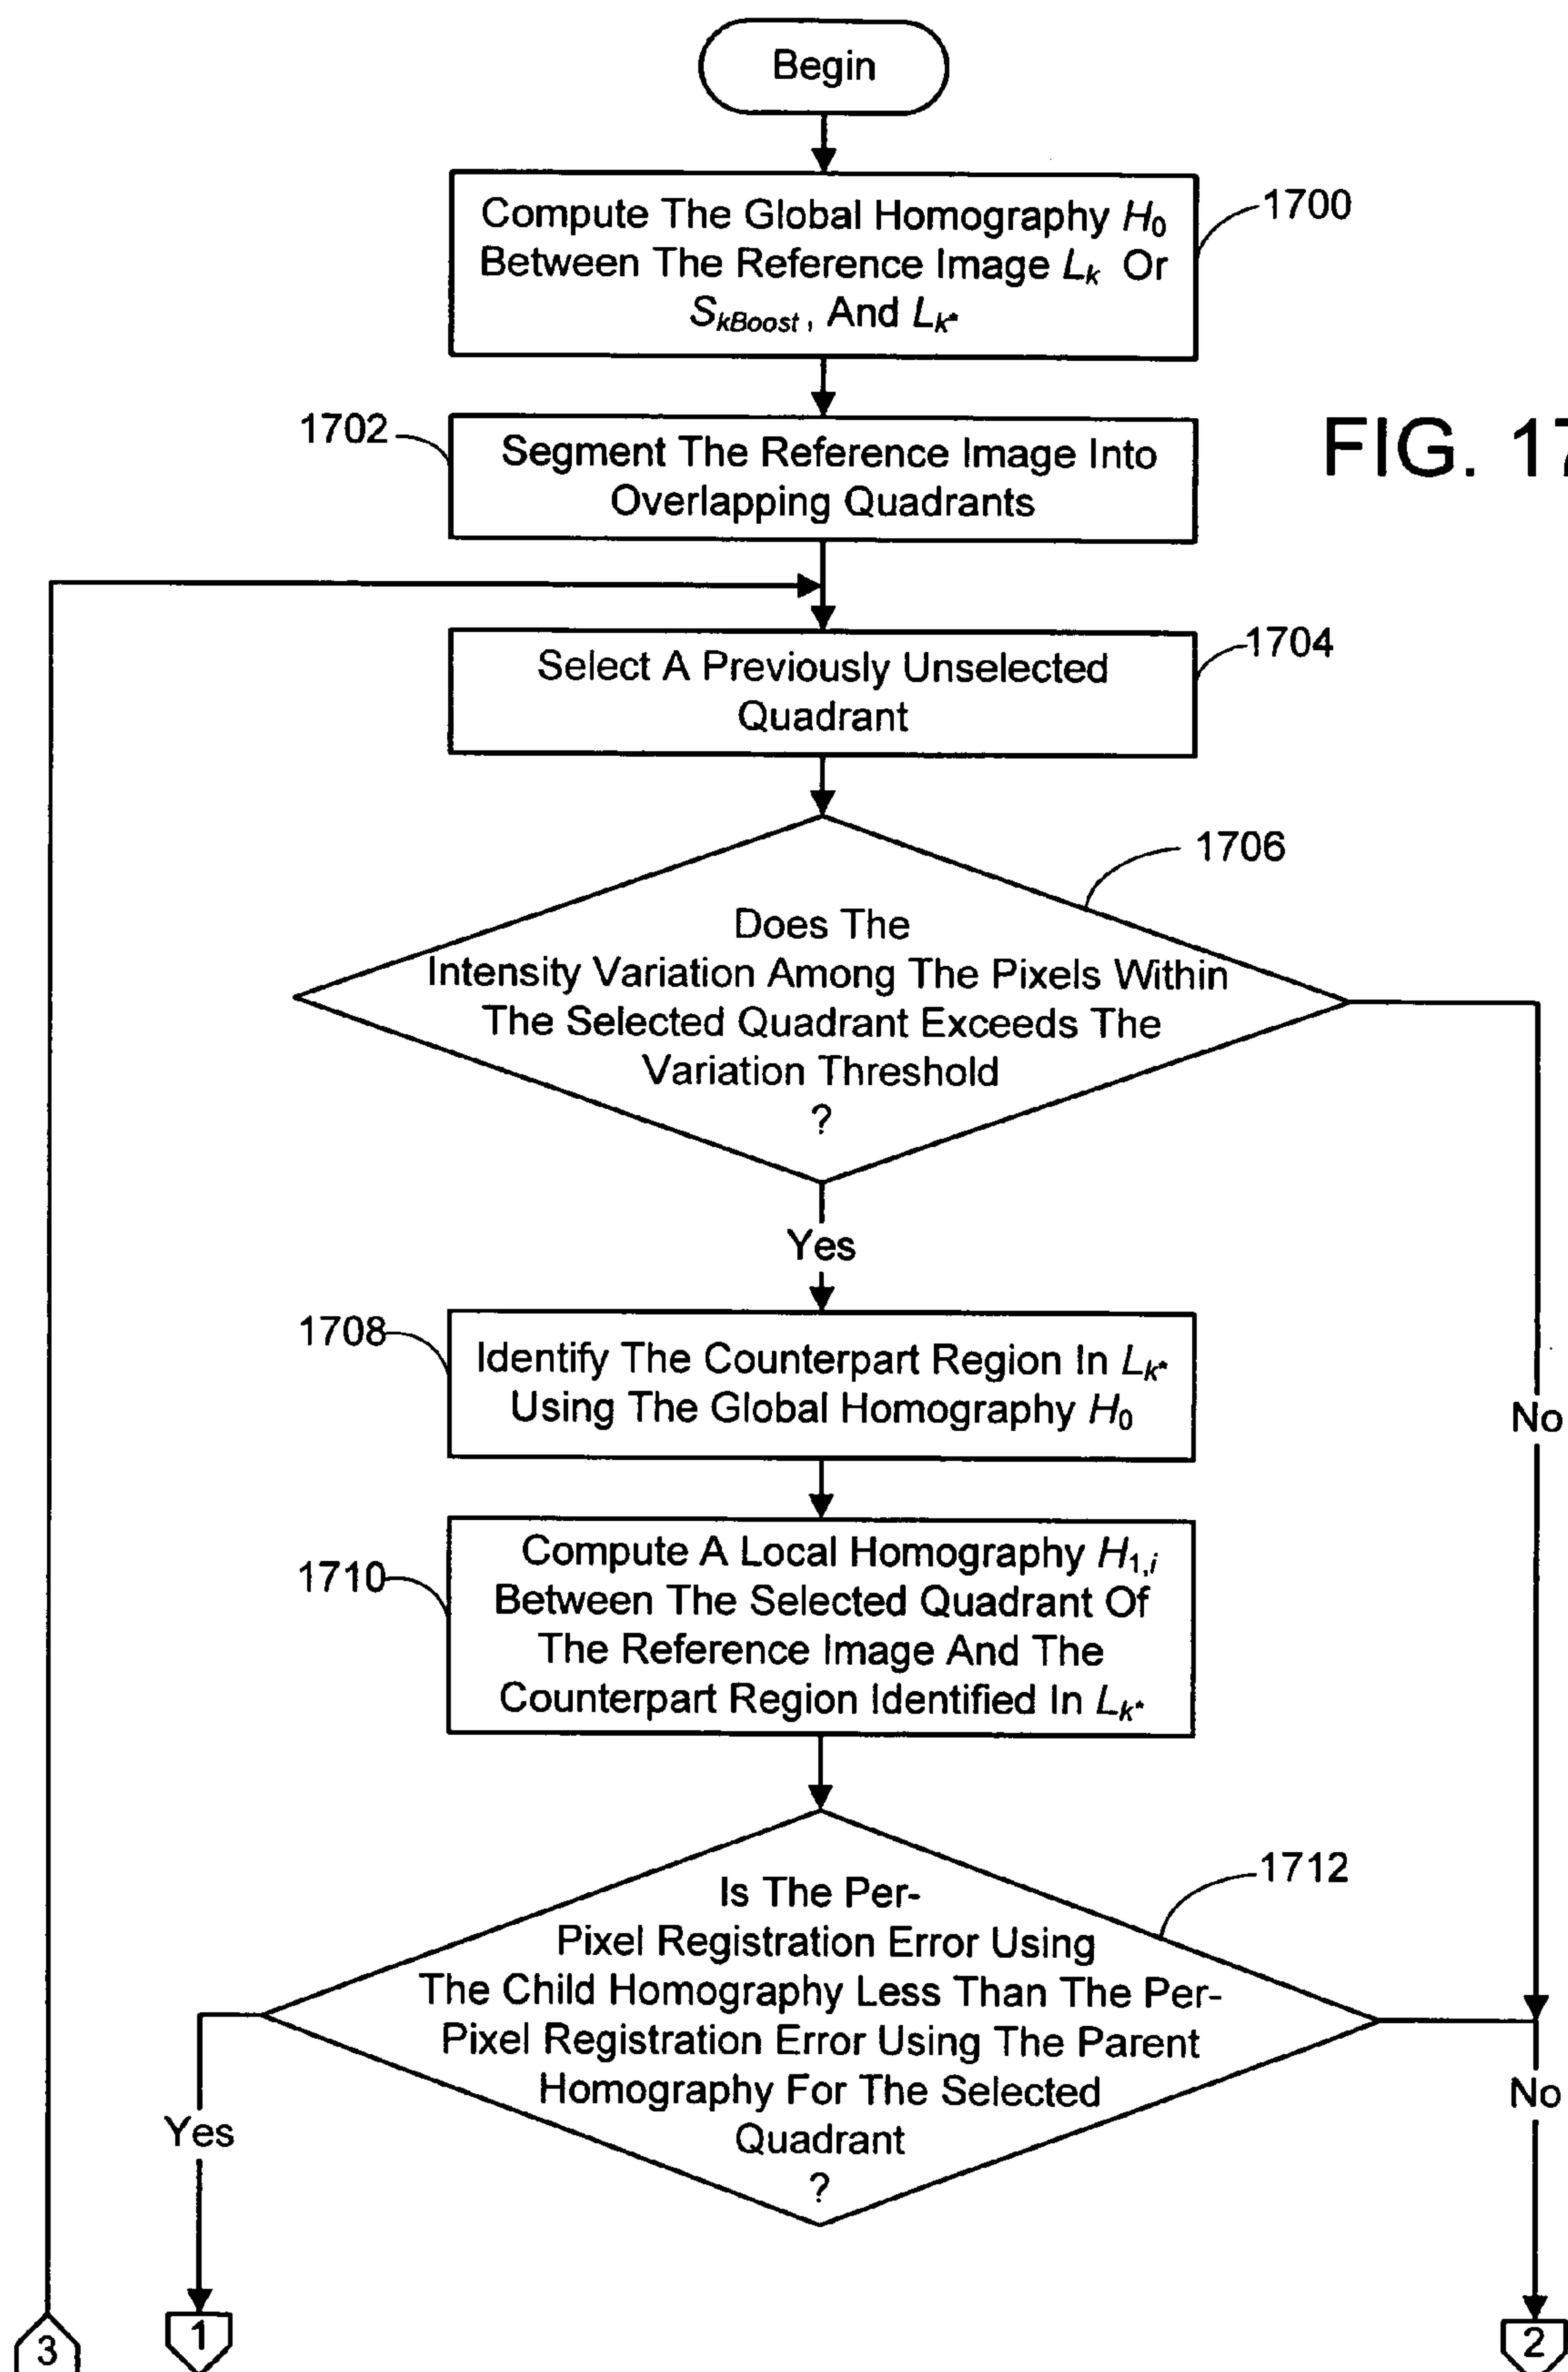 Begin
Compute The Global Homography H0
Between The Reference Image Lk Or
SkBoost, And Lk*
1700
1702
Segment The Reference Image Into
Overlapping Quadrants
FIG. 17
Select A Previously Unselected
Quadrant
1704
1706
Does The
Intensity Variation Among The Pixels Within
The Selected Quadrant Exceeds The
Variation Threshold
?
Yes
No
1708
Identify The Counterpart Region In Lk*
Using The Global Homography H0
1710
Compute A Local Homography H1,i
Between The Selected Quadrant Of
The Reference Image And The
Counterpart Region Identified In Lk*
1712
Is The Per-
Pixel Registration Error Using
The Child Homography Less Than The Per-
Pixel Registration Error Using The Parent
Homography For The Selected
Quadrant
?
Yes
No
3
1
2